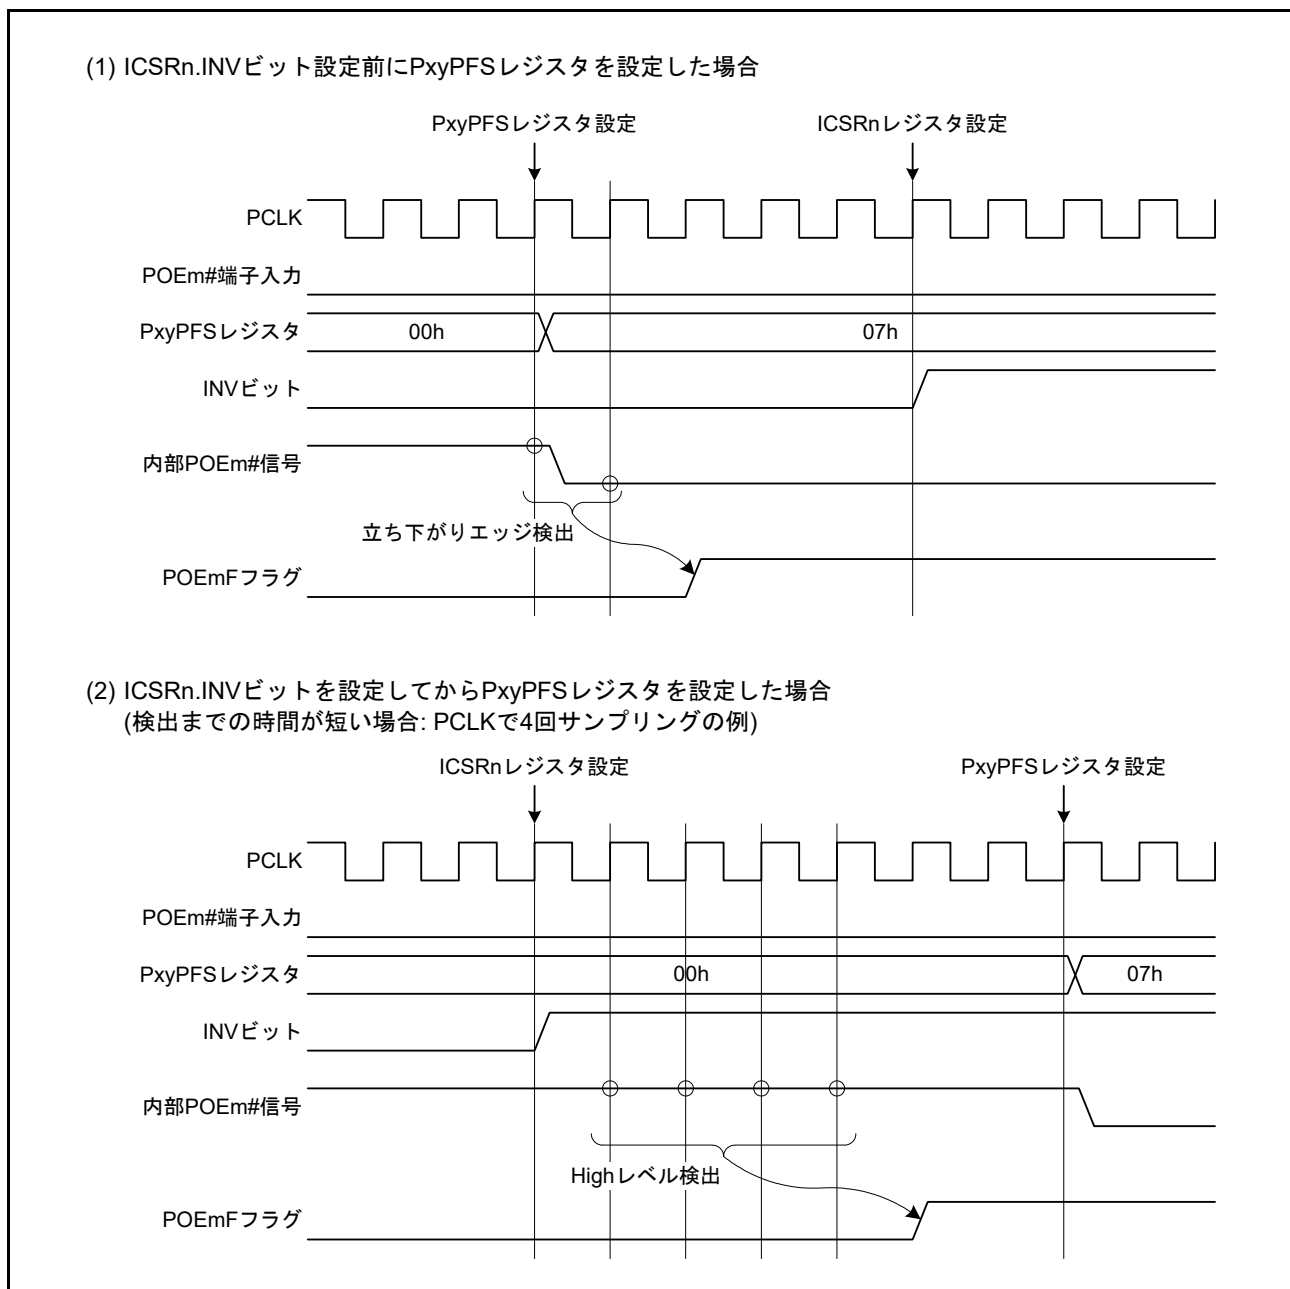 (1) ICSRn.INVビット設定前にPxyPFSレジスタを設定した場合
PxyPFSレジスタ設定
ICSRnレジスタ設定
PCLK
POEm#端子入力
PxyPFSレジスタ
00h
07h
INVビット
内部POEm#信号
立ち下がりエッジ検出
POEmFフラグ
(2) ICSRn.INVビットを設定してからPxyPFSレジスタを設定した場合
(検出までの時間が短い場合: PCLKで4回サンプリングの例)
ICSRnレジスタ設定
PxyPFSレジスタ設定
PCLK
POEm#端子入力
PxyPFSレジスタ
00h
07h
INVビット
内部POEm#信号
Highレベル検出
POEmFフラグ